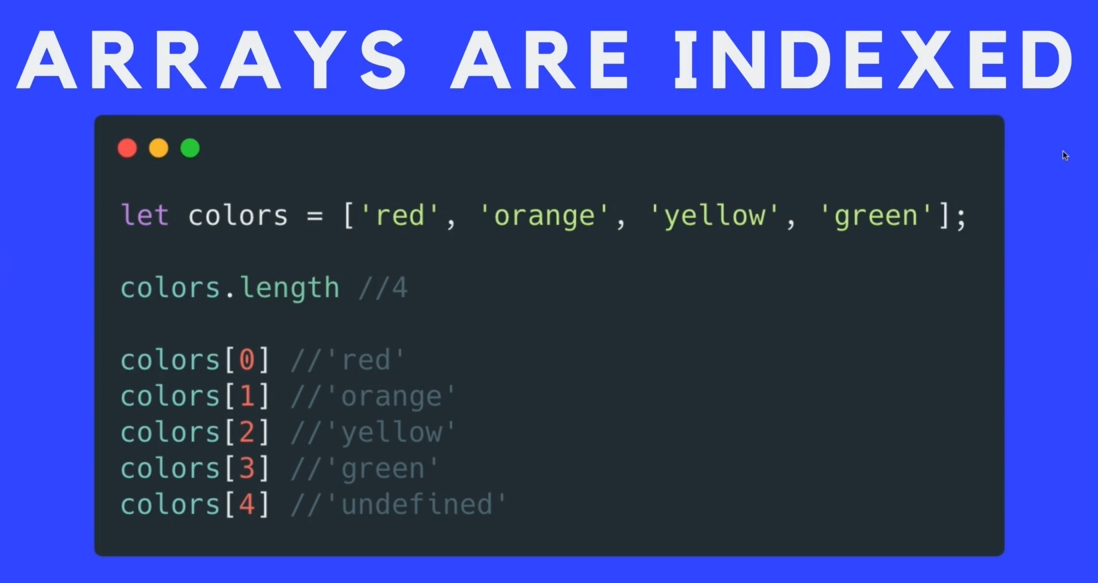 ARRAYS ARE INDEXED
let colors = ['red', 'orange', 'yellow', 'green'];
colors.length //4
colors[0] //'red'
colors[1] //'orange'
colors[2] //'yellow'
colors[3] //'green'
colors[4] //'undefined'